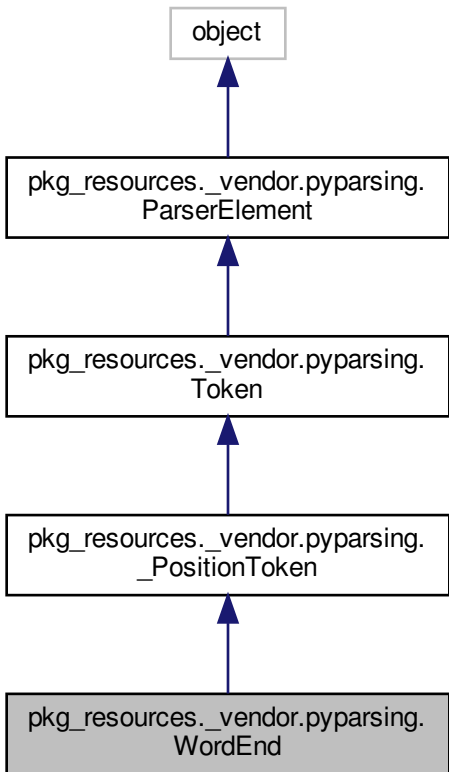 object
pkg_resources._vendor.pyparsing.
ParserElement
pkg_resources._vendor.pyparsing.
Token
pkg_resources._vendor.pyparsing.
_PositionToken
pkg_resources._vendor.pyparsing.
WordEnd